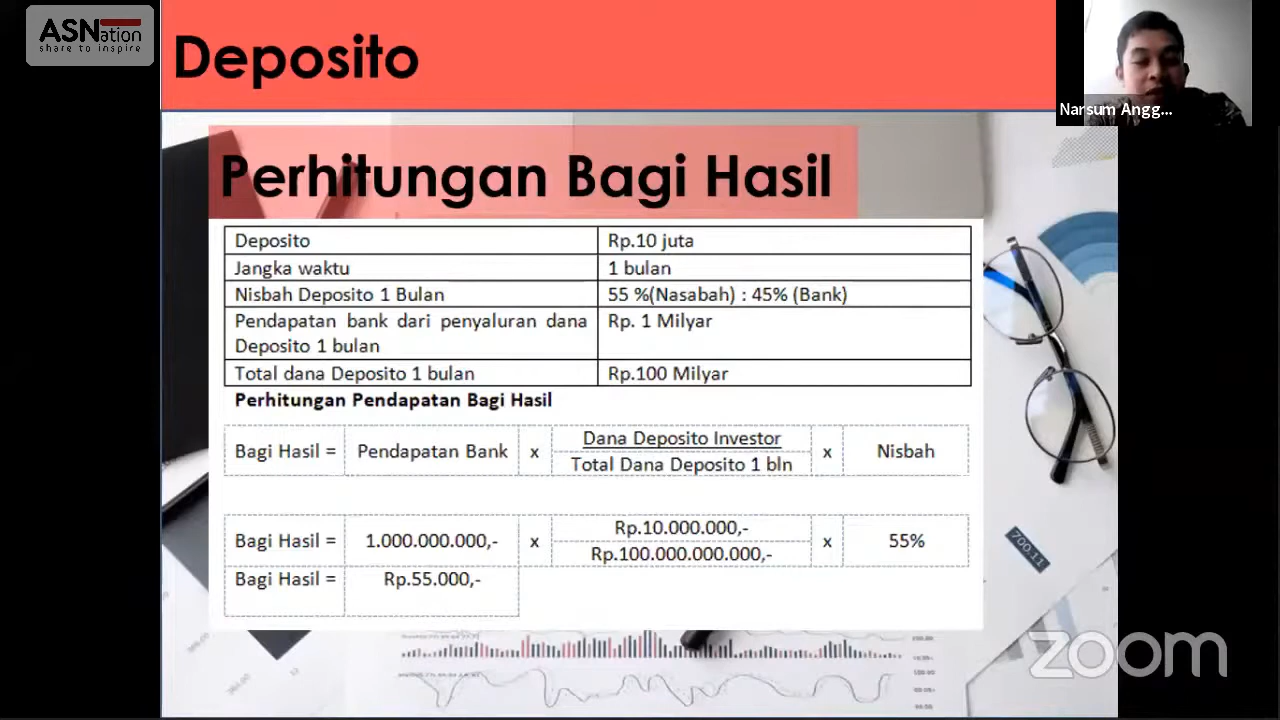 ASNation
share to inspire
Deposito
Narsum Angg...
Perhitungan Bagi Hasil
Deposito Rp.10 juta
Jangka waktu 1 bulan
Nisbah Deposito 1 Bulan 55 %(Nasabah) : 45% (Bank)
Pendapatan bank dari penyaluran dana Rp. 1 Milyar
Deposito 1 bulan
Total dana Deposito 1 bulan Rp.100 Milyar
Perhitungan Pendapatan Bagi Hasil
Dana Deposito Investor
Bagi Hasil = Pendapatan Bank x x Nisbah
Total Dana Deposito 1 bln
Rp.10.000.000,-
Bagi Hasil = 1.000.000.000,- x x 55%
Rp.100.000.000.000,-
Bagi Hasil = Rp.55.000,-
700.11
zoom